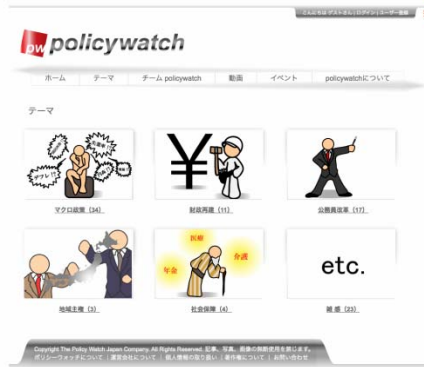 こんにちは ゲストさん | ログイン | ユーザー登録
pw policywatch
ホーム テーマ チーム policywatch 動画 イベント policywatchについて
テーマ
デフレ!?
¥
マクロ政策 (34) 財政再建 (11) 公務員改革 (17)
医療
年金 介護
etc.
地域主権 (3) 社会保障 (4) 雑感 (23)
Copyright The Policy Watch Japan Company. All Rights Reserved. 記事、写真、画像の無断使用を禁じます。
ポリシーウォッチについて | 運営会社について | 個人情報の取り扱い | 著作権について | お問い合わせ